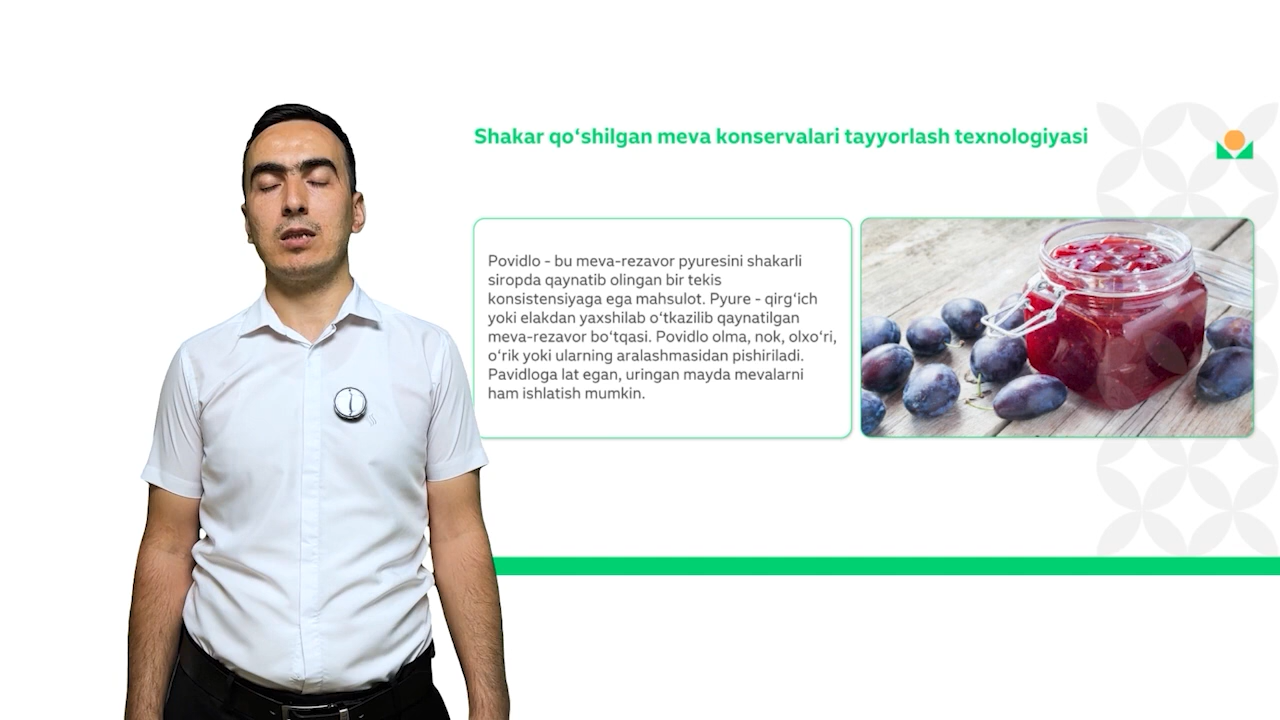 Shakar qo‘shilgan meva konservalari tayyorlash texnologiyasi
Povidlo - bu meva-rezavor pyuresini shakarli
siropda qaynatib olingan bir tekis
konsistensiyaga ega mahsulot. Pyure - qirg‘ich
yoki elakdan yaxshilab o‘tkazilib qaynatilgan
meva-rezavor bo‘tqasi. Povidlo olma, nok, olxo‘ri,
o‘rik yoki ularning aralashmasidan pishiriladi.
Pavidloga lat egan, uringan mayda mevalarni
ham ishlatish mumkin.